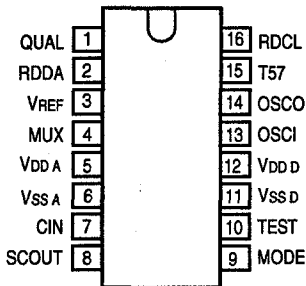 QUAL 1 16 RDCL
RDDA 2 15 T57
VREF 3 14 OSCO
MUX 4 13 OSCI
VDD A 5 12 VDD D
VSS A 6 11 VSS D
CIN 7 10 TEST
SCOUT 8 9 MODE